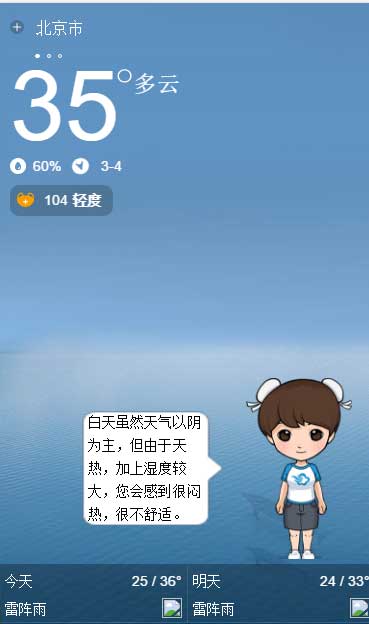 北京市
35°多云
60% 3-4
104 轻度
白天虽然天气以阴
为主，但由于天
热，加上湿度较
大，您会感到很闷
热，很不舒适。
今天 25 / 36° 明天 24 / 33°
雷阵雨 雷阵雨